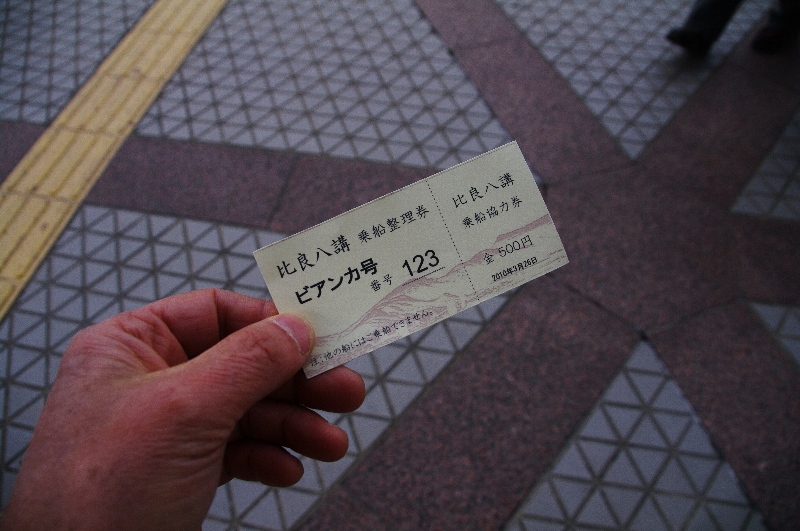 比良八講 乗船整理券
ビアンカ号 番号 123
注、他の船にはご乗船できません。
比良八講
乗船協力券
金 500円
2010年3月26日